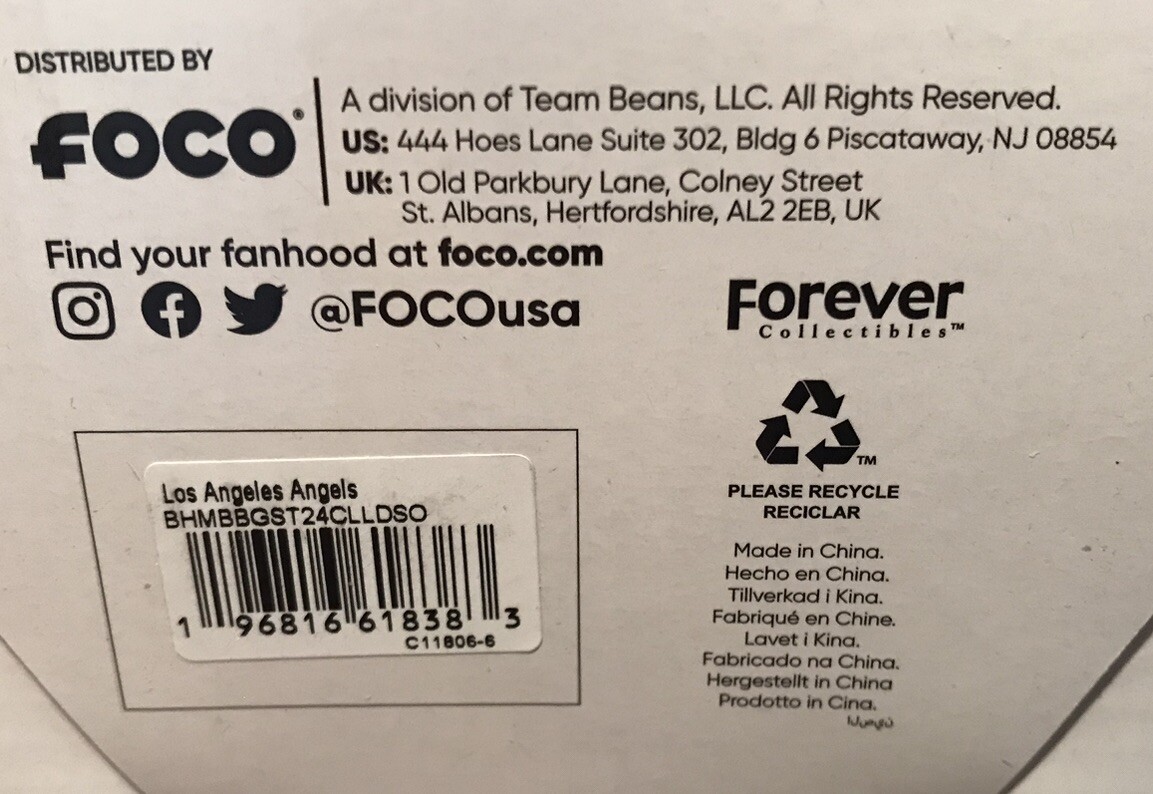 DISTRIBUTED BY
FOCO®
A division of Team Beans, LLC. All Rights Reserved.
US: 444 Hoes Lane Suite 302, Bldg 6 Piscataway, NJ 08854
UK: 1 Old Parkbury Lane, Colney Street
St. Albans, Hertfordshire, AL2 2EB, UK
Find your fanhood at foco.com
@FOCOusa
Forever
Collectibles™
Los Angeles Angels
BHMBBGST24CLLDSO
1 96816 61838 3
C11806-6
TM
PLEASE RECYCLE
RECICLAR
Made in China.
Hecho en China.
Tillverkad i Kina.
Fabriqué en Chine.
Lavet i Kina.
Fabricado na China.
Hergestellt in China
Prodotto in Cina.